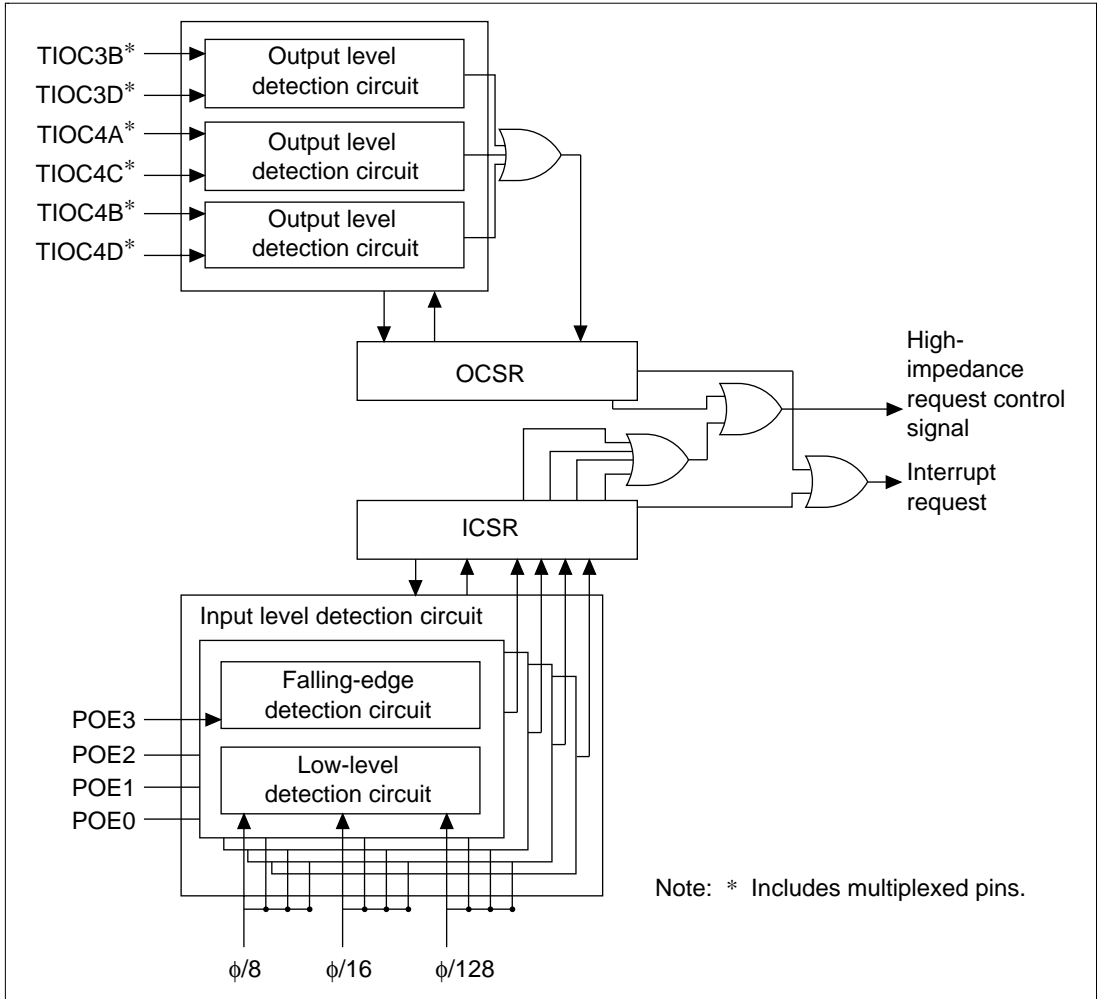 TIOC3B*
TIOC3D*
TIOC4A*
TIOC4C*
TIOC4B*
TIOC4D*
Output level
detection circuit
Output level
detection circuit
Output level
detection circuit
OCSR
High-
impedance
request control
signal
Interrupt
request
ICSR
Input level detection circuit
Falling-edge
detection circuit
Low-level
detection circuit
POE3
POE2
POE1
POE0
Note: * Includes multiplexed pins.
ϕ/8
ϕ/16
ϕ/128